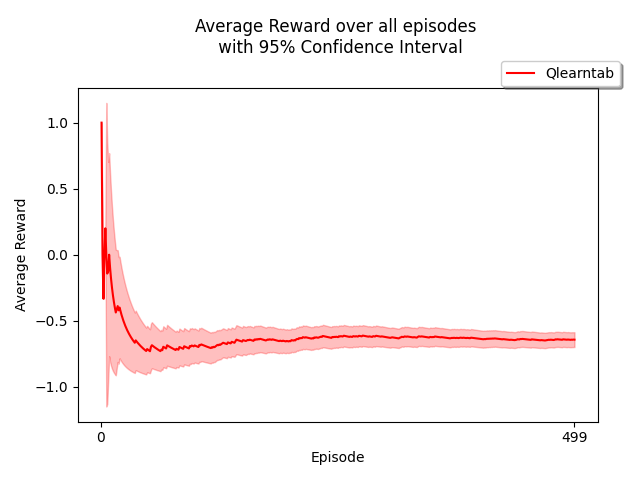 Average Reward over all episodes
with 95% Confidence Interval
Qlearntab
1.0
0.5
0.0
−0.5
−1.0
Average Reward
0
499
Episode